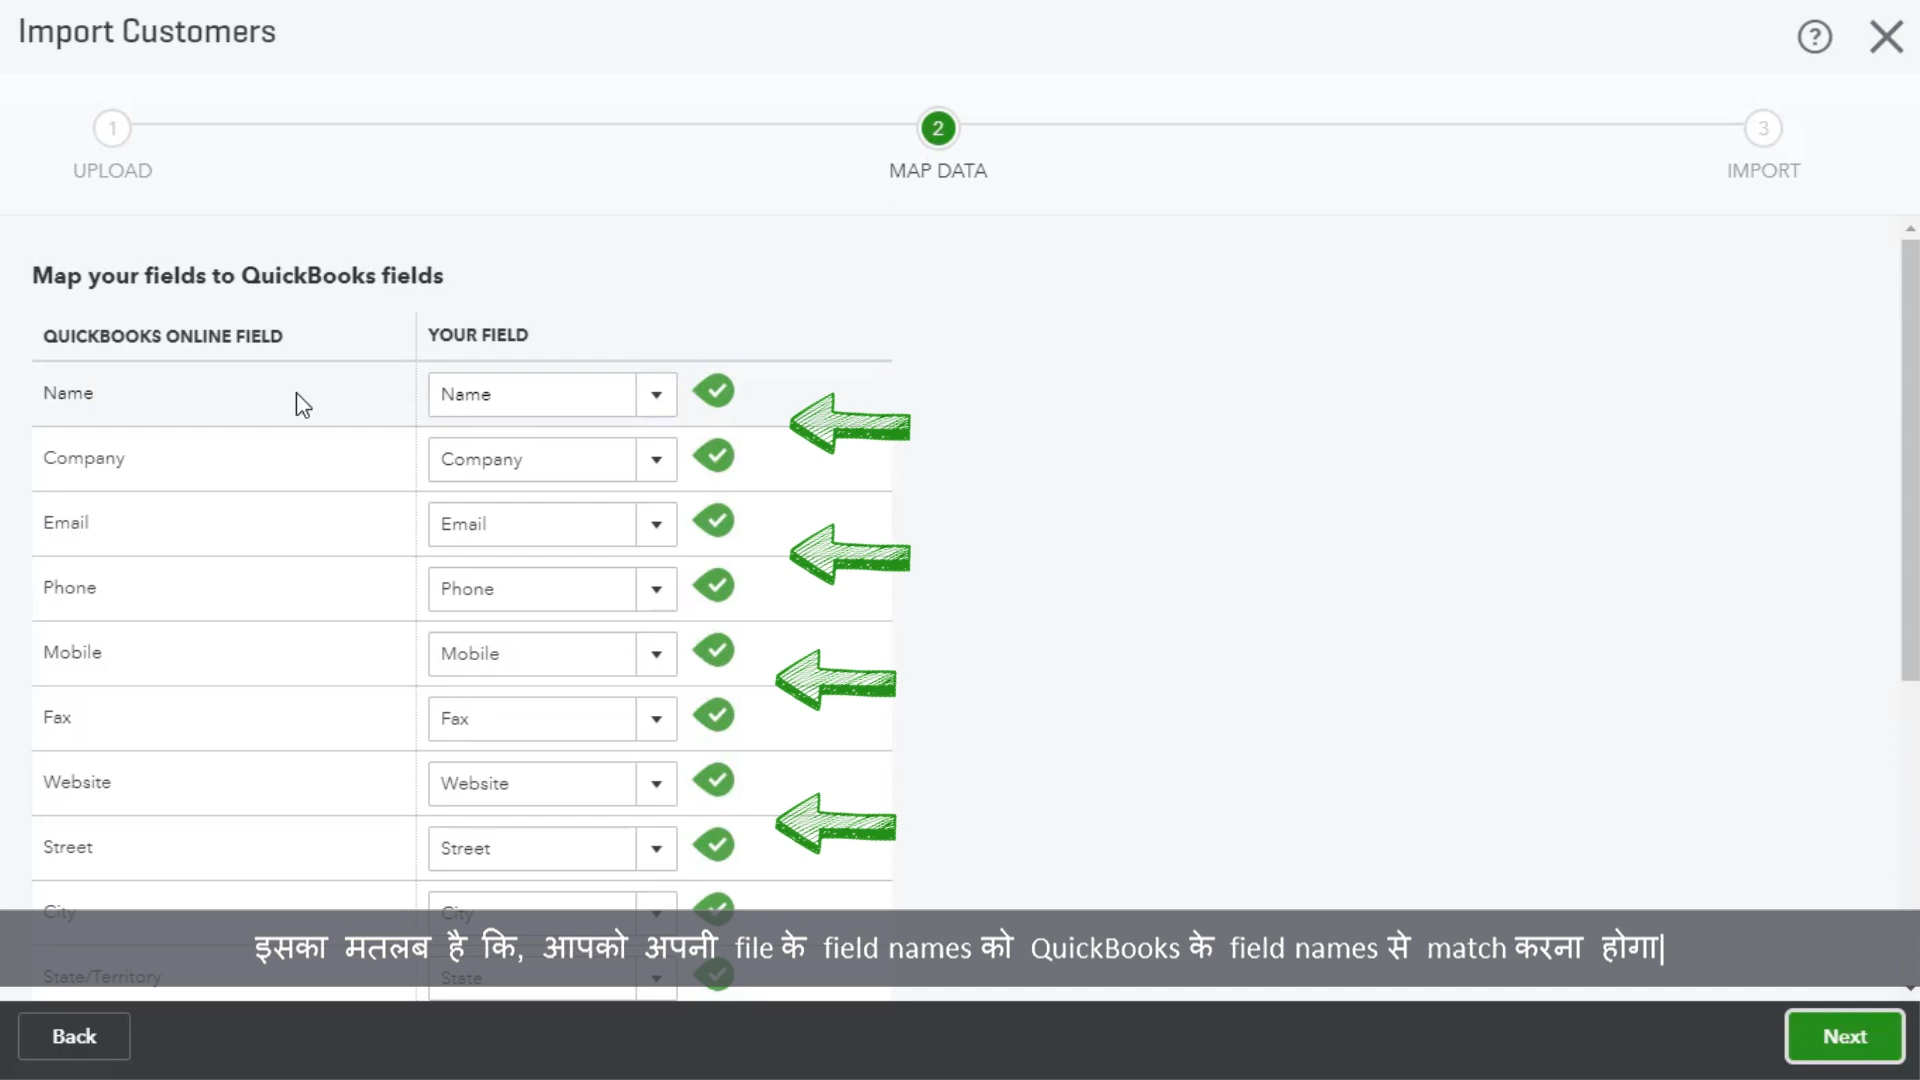 Import Customers
?
1
2
3
UPLOAD
MAP DATA
IMPORT
Map your fields to QuickBooks fields
QUICKBOOKS ONLINE FIELD YOUR FIELD
Name Name
Company Company
Email Email
Phone Phone
Mobile Mobile
Fax Fax
Website Website
Street Street
City City
इसका मतलब है कि, आपको अपनी file के field names को QuickBooks के field names से match करना होगा|
State/Territory State
Back
Next